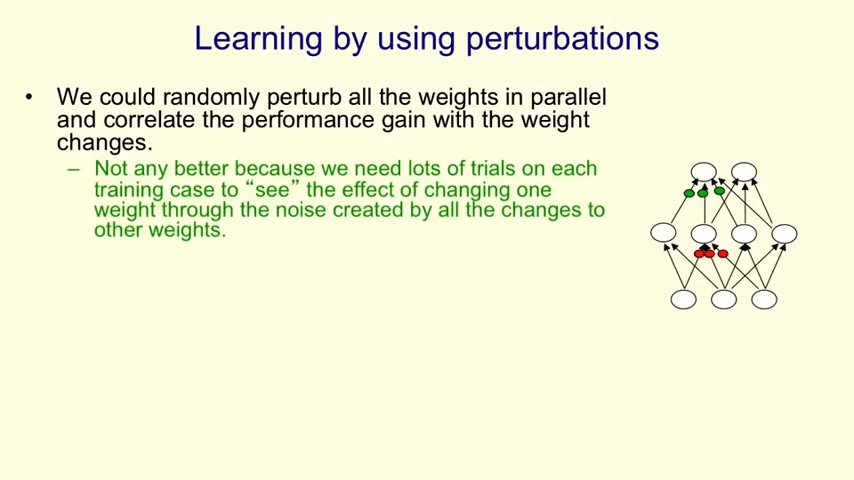 Learning by using perturbations
• We could randomly perturb all the weights in parallel
and correlate the performance gain with the weight
changes.
– Not any better because we need lots of trials on each
training case to “see” the effect of changing one
weight through the noise created by all the changes to
other weights.